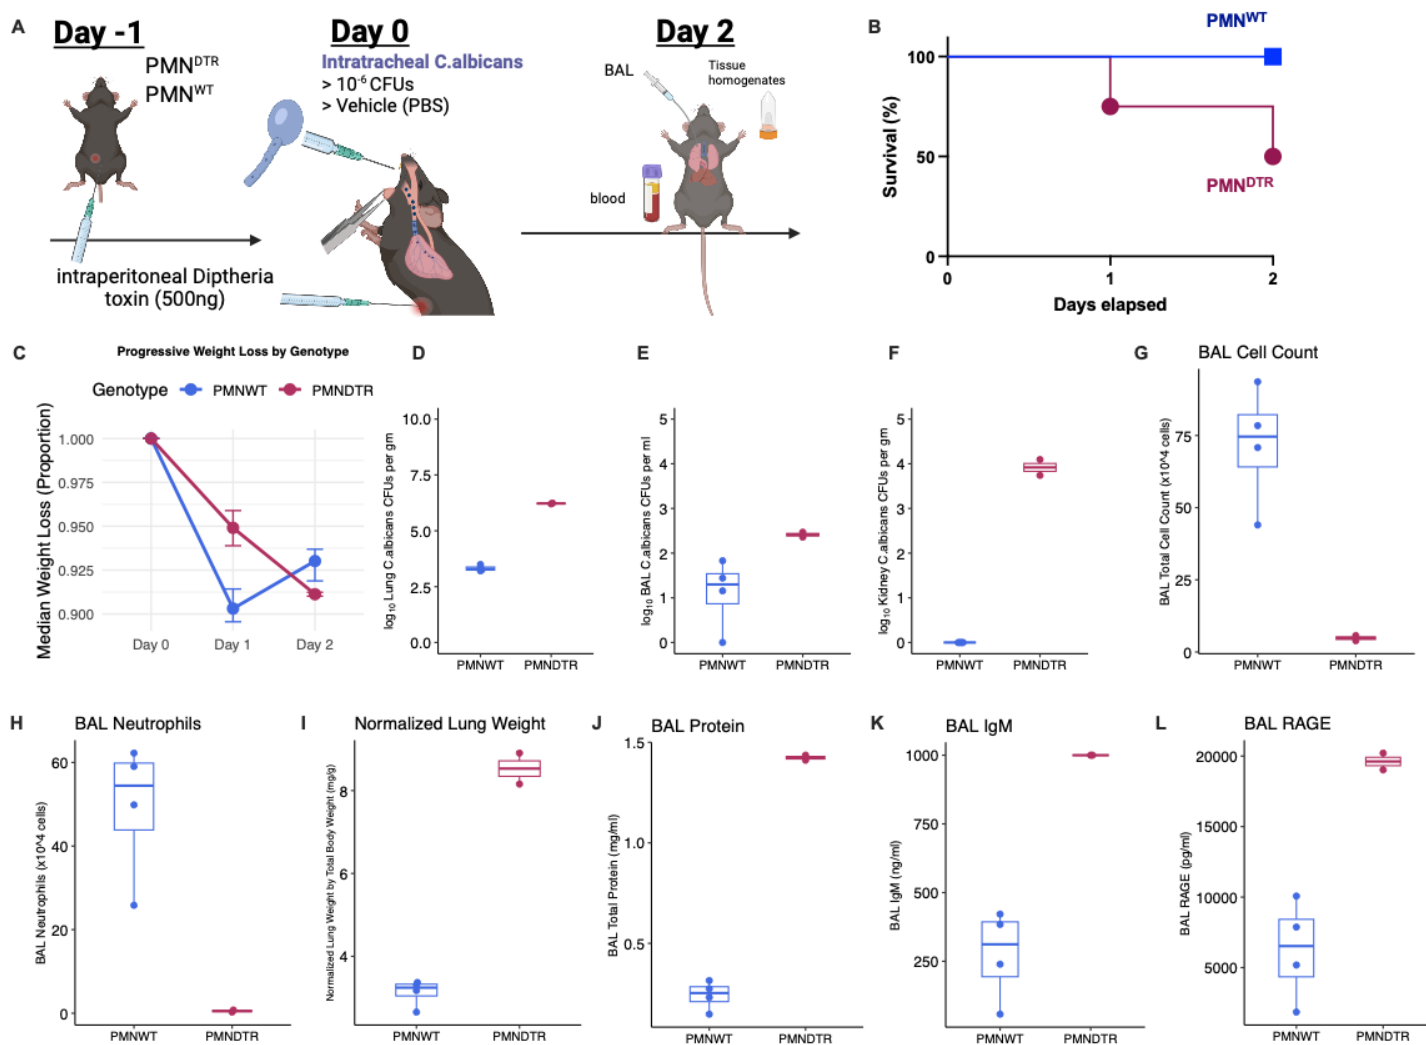 A
Day -1
PMNDTR
PMNWT
intraperitoneal Diptheria
toxin (500ng)
Day 0
Intratracheal C.albicans
> 10-6 CFUs
> Vehicle (PBS)
Day 2
BAL
Tissue
homogenates
blood
B
PMNWT
PMNDTR
Survival (%)
100
50
0
0
1
2
Days elapsed
C
Progressive Weight Loss by Genotype
Genotype PMNWT PMNDTR
Median Weight Loss (Proportion)
1.000
0.975
0.950
0.925
0.900
Day 0
Day 1
Day 2
D
log10 Lung C.albicans CFUs per gm
10.0
7.5
5.0
2.5
0.0
PMNWT
PMNDTR
E
log10 BAL C.albicans CFUs per ml
5
4
3
2
1
0
PMNWT
PMNDTR
F
log10 Kidney C.albicans CFUs per gm
5
4
3
2
1
0
PMNWT
PMNDTR
G
BAL Cell Count
BAL Total Cell Count (x10^4 cells)
75
50
25
0
PMNWT
PMNDTR
H
BAL Neutrophils
BAL Neutrophils (x10^4 cells)
60
40
20
0
PMNWT
PMNDTR
I
Normalized Lung Weight
Normalized Lung Weight by Total Body Weight (mg/g)
8
6
4
PMNWT
PMNDTR
J
BAL Protein
BAL Total Protein (mg/ml)
1.5
1.0
0.5
PMNWT
PMNDTR
K
BAL IgM
BAL IgM (ng/ml)
1000
750
500
250
PMNWT
PMNDTR
L
BAL RAGE
BAL RAGE (pg/ml)
20000
15000
10000
5000
PMNWT
PMNDTR